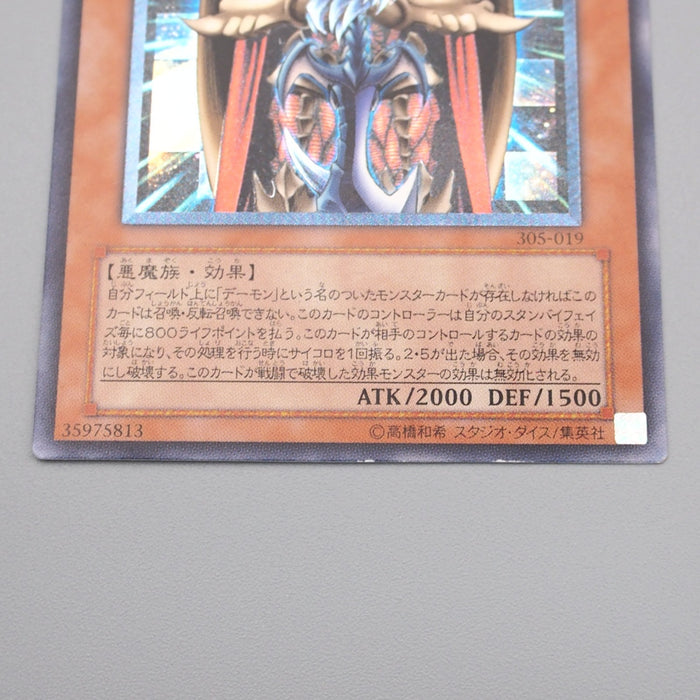 305-019
【悪魔族・効果】
自分フィールド上に「デーモン」という名のついたモンスターカードが存在しなければこの
カードは召喚・反転召喚できない。このカードのコントローラーは自分のスタンバイフェイ
ズ毎に800ライフポイントを払う。このカードが相手のコントロールするカードの効果の
対象になり、その処理を行う時にサイコロを1回振る。2・5が出た場合、その効果を無効
にし破壊する。このカードが戦闘で破壊した効果モンスターの効果は無効化される。
ATK/2000 DEF/1500
35975813 ©高橋和希 スタジオ・ダイス/集英社